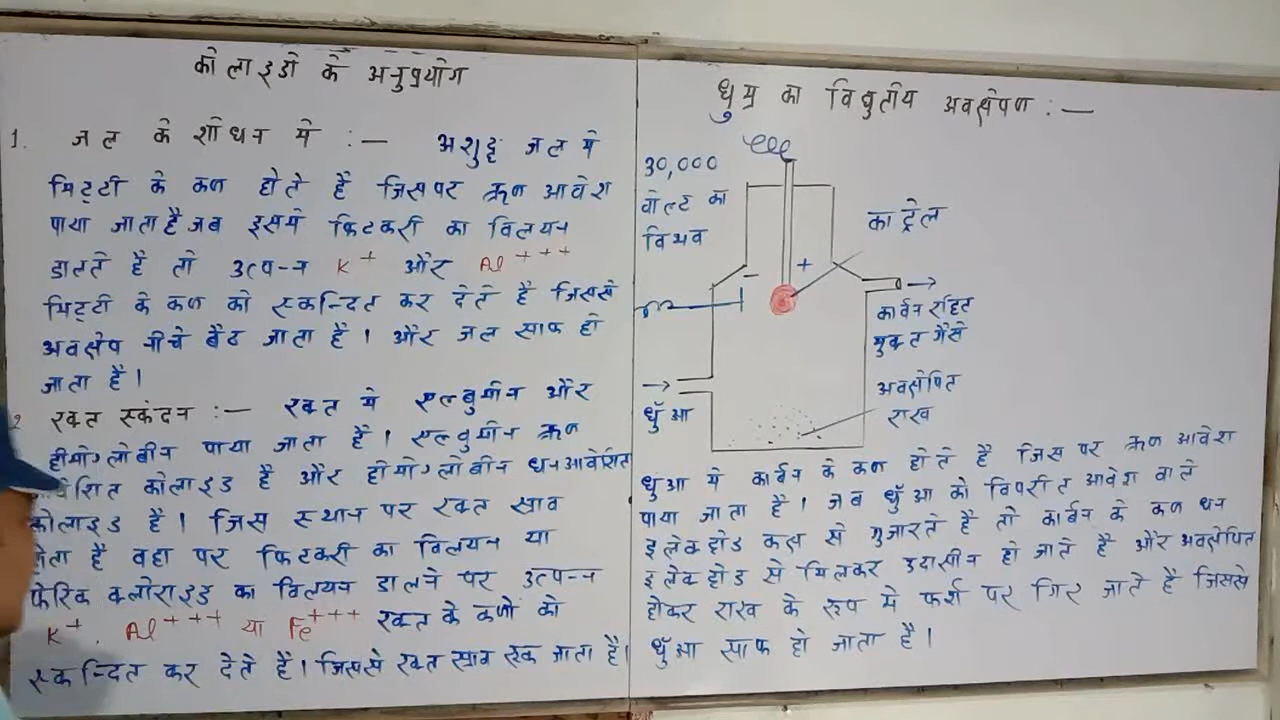 कोलाइडो के अनुप्रयोग
1. जल के शोधन मे :— अशुद्ध जल मे
मिट्टी के कण होते है जिसपर ऋण आवेश
पाया जाता है जब इसमे फिटकरी का विलयन
डालते है तो उत्पन्न K⁺ और Al⁺⁺⁺
मिट्टी के कण को स्कन्दित कर देते है जिससे
अवक्षेप नीचे बैठ जाता है । और जल साफ हो
जाता है ।
2 रक्त स्कंदन :— रक्त मे एल्बुमीन और
हीमोग्लोबीन पाया जाता है । एल्वुमीन ऋण
कोलाइड है और होमोग्लोबीन धनआवेशित
कोलाइड है । जिस स्थान पर रक्त स्राव
होता है वहा पर फिटकरी का विलयन या
फेरिक क्लोराइड का विलयन डालने पर उत्पन्न
K⁺, Al⁺⁺⁺ या Fe⁺⁺⁺ रक्त के कणो को
स्कन्दित कर देते है । जिससे रक्त स्राव रूक जाता है।
धुम्र का विधुतीय अवक्षेपण :—
30,000
वोल्ट का
विभव
काट्रेल
− +
कार्बन रहित
मुक्त गैसे
धुँआ
अवक्षेपित
राख
धुंआ मे कार्बन के कण होते है जिस पर ऋण आवेश
पाया जाता है । जब धुँआ को विपरीत आवेश वाले
इलेक्ट्रोड कक्ष से गुजारते है तो कार्बन के कण धन
इलेक्ट्रोड से मिलकर उदासीन हो जाते है और अवक्षेपित
होकर राख के रूप मे फर्श पर गिर जाते है जिससे
धुँआ साफ हो जाता है ।